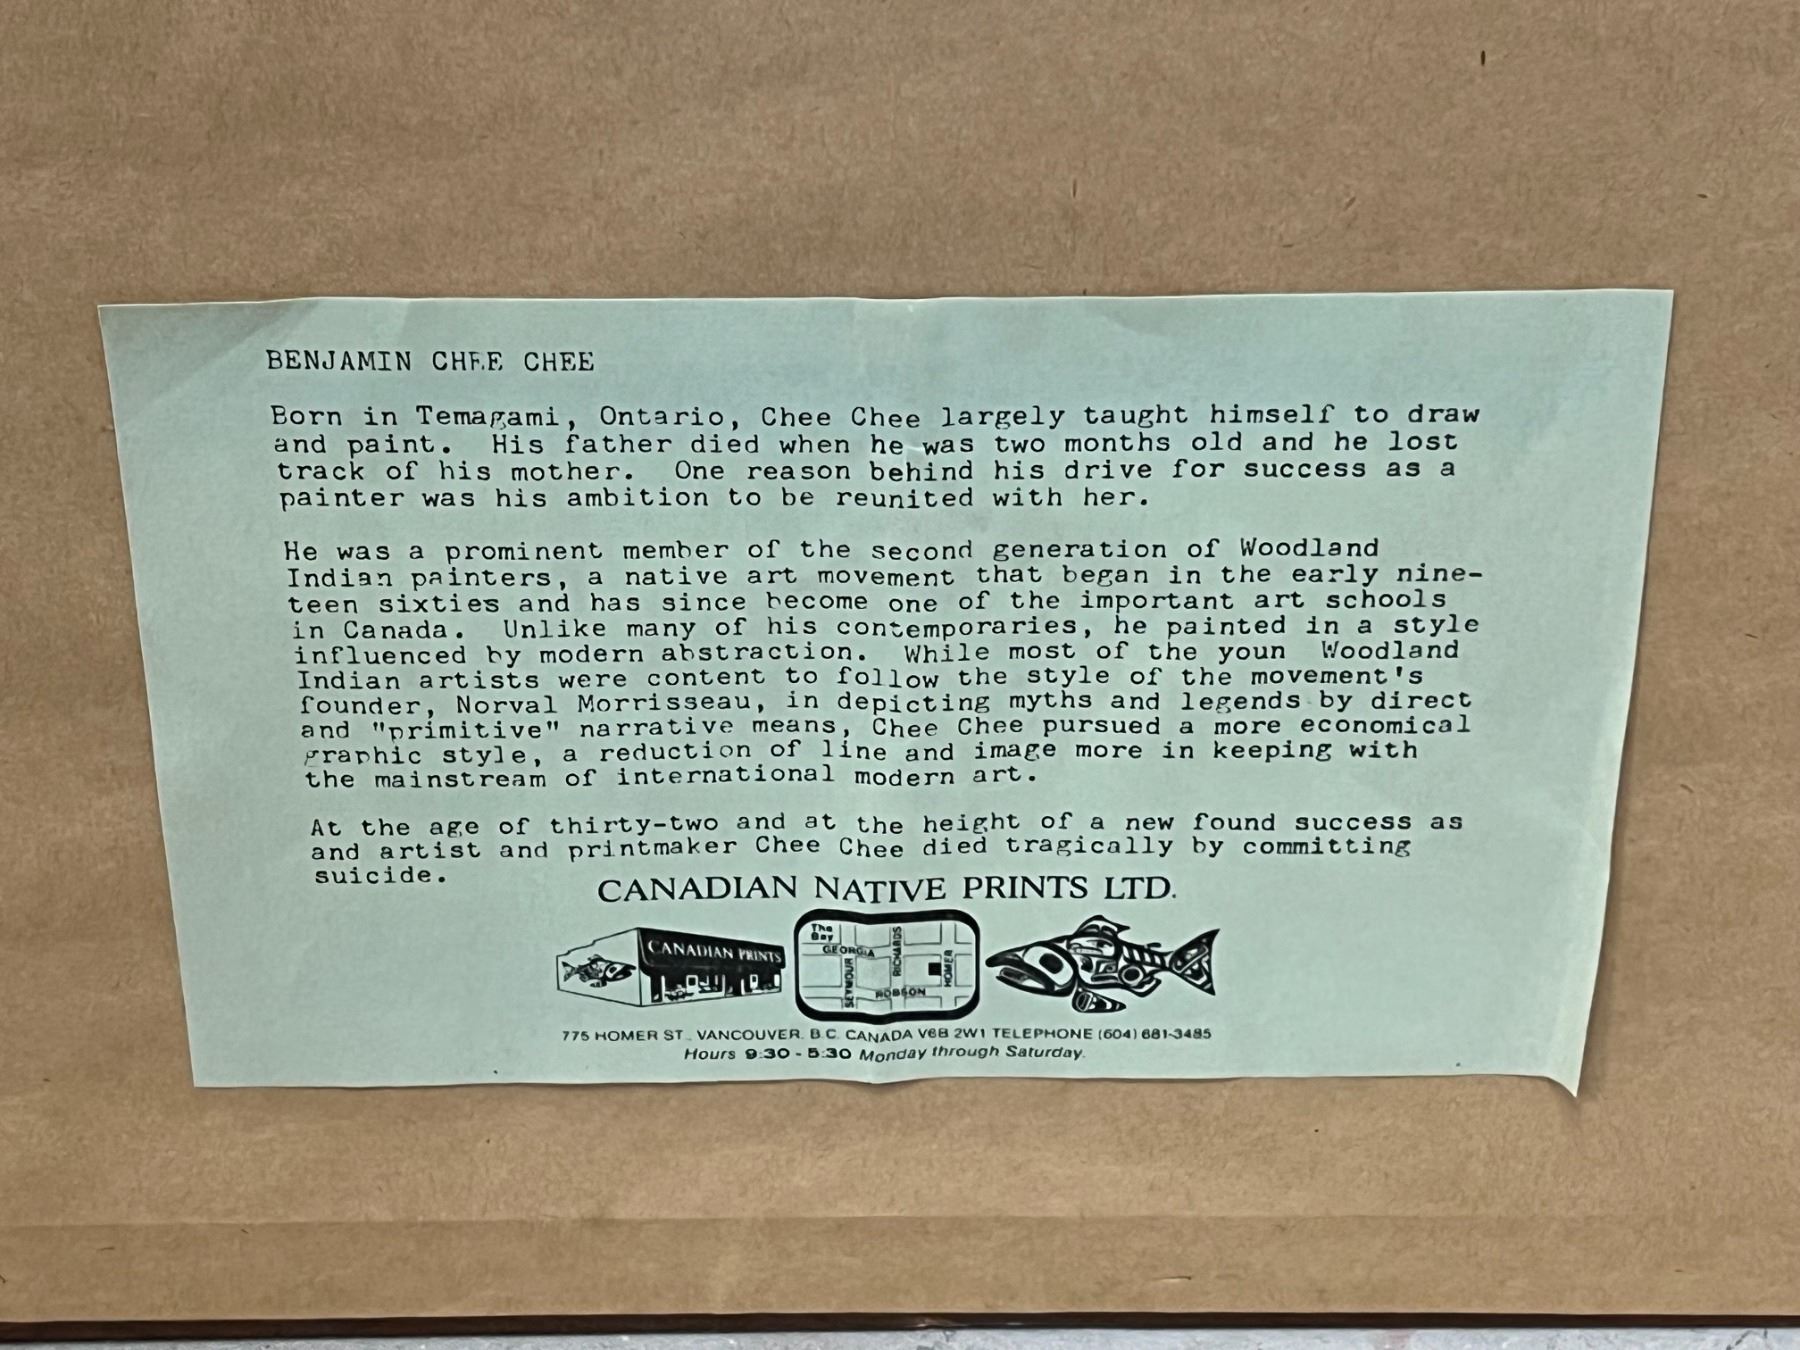 BENJAMIN CHEE CHEE
Born in Temagami, Ontario, Chee Chee largely taught himself to draw
and paint. His father died when he was two months old and he lost
track of his mother. One reason behind his drive for success as a
painter was his ambition to be reunited with her.
He was a prominent member of the second generation of Woodland
Indian painters, a native art movement that began in the early nine-
teen sixties and has since become one of the important art schools
in Canada. Unlike many of his contemporaries, he painted in a style
influenced by modern abstraction. While most of the youn Woodland
Indian artists were content to follow the style of the movement's
founder, Norval Morrisseau, in depicting myths and legends by direct
and "primitive" narrative means, Chee Chee pursued a more economical
graphic style, a reduction of line and image more in keeping with
the mainstream of international modern art.
At the age of thirty-two and at the height of a new found success as
and artist and printmaker Chee Chee died tragically by committing
suicide.
CANADIAN NATIVE PRINTS LTD.
CANADIAN PRINTS
The
Bay
GEORGIA
SEYMOUR
RICHARDS
HOMER
ROBSON
775 HOMER ST., VANCOUVER. B.C. CANADA V6B 2W1 TELEPHONE (604) 681-3485
Hours 9:30 - 5:30 Monday through Saturday.